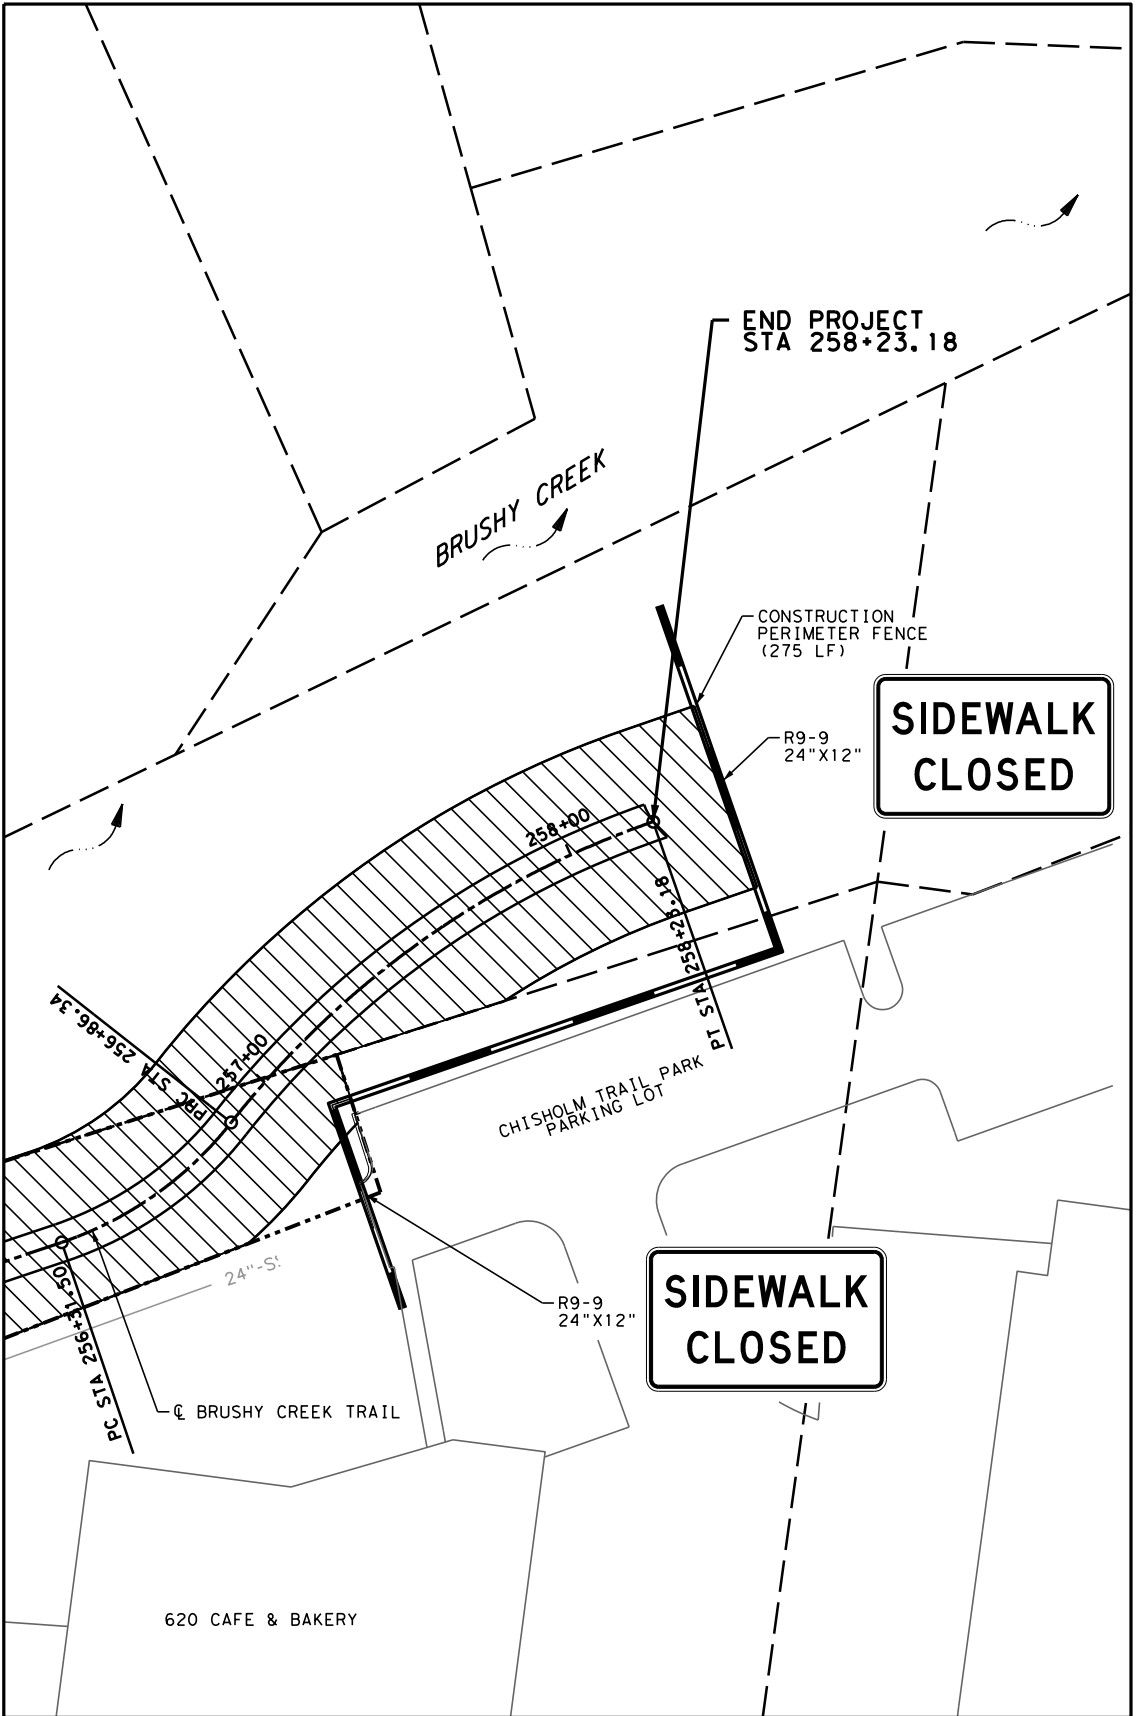 END PROJECT
STA 258+23.18
BRUSHY CREEK
CONSTRUCTION
PERIMETER FENCE
(275 LF)
SIDEWALK
CLOSED
R9-9
24"X12"
258+00
PT STA 258+23.18
PRC STA 256+86.34
257+00
CHISHOLM TRAIL PARK
PARKING LOT
24"-S
PC STA 256+31.50
R9-9
24"X12"
SIDEWALK
CLOSED
℄ BRUSHY CREEK TRAIL
620 CAFE & BAKERY